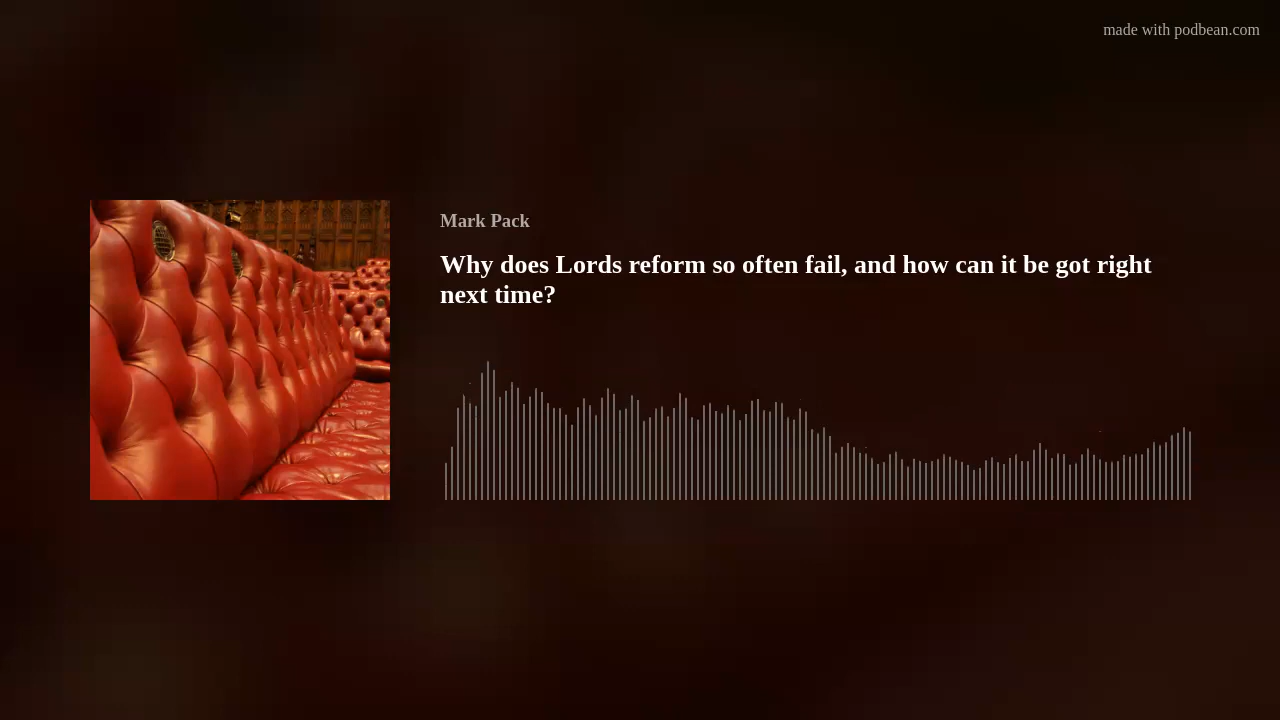 made with podbean.com
Mark Pack
Why does Lords reform so often fail, and how can it be got right
next time?